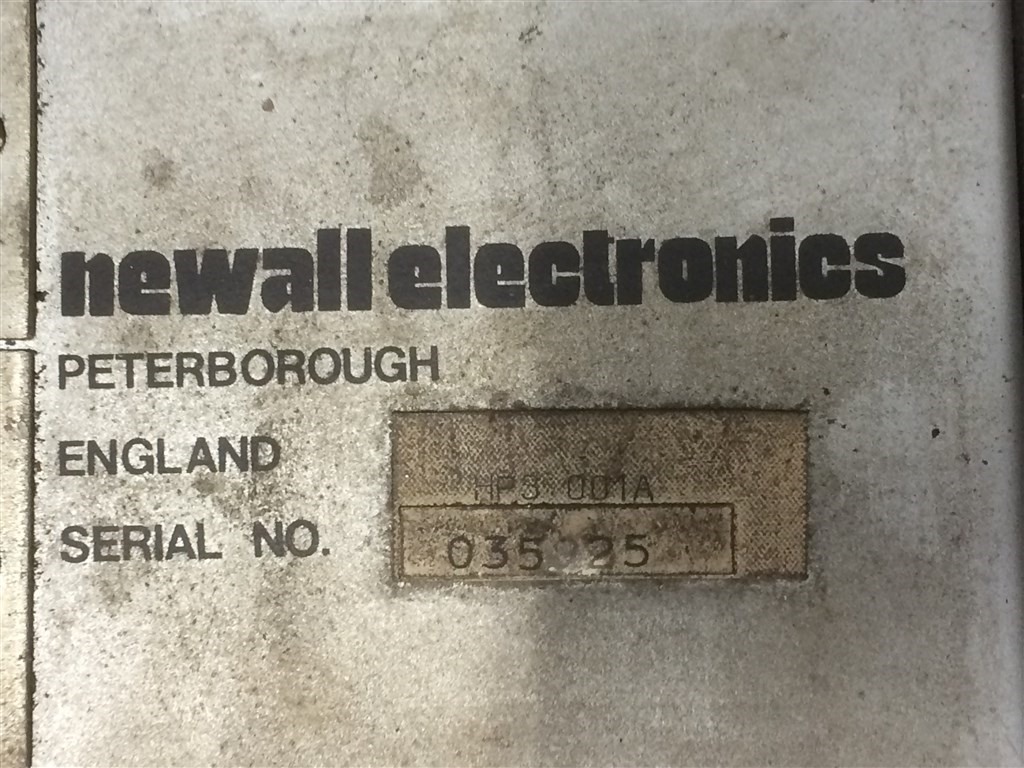 newall electronics
PETERBOROUGH
ENGLAND
HP3 001A
SERIAL NO.